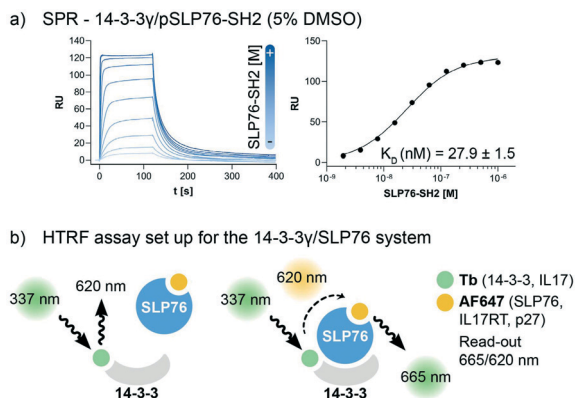 a) SPR - 14-3-3γ/pSLP76-SH2 (5% DMSO)
140
120
100
80
60
40
20
0
RU
0 100 200 300 400
t [s]
SLP76-SH2 [M]
+
-
150
100
50
0
RU
K_D (nM) = 27.9 ± 1.5
10-9 10-8 10-7 10-6
SLP76-SH2 [M]
b) HTRF assay set up for the 14-3-3γ/SLP76 system
337 nm
620 nm
SLP76
14-3-3
337 nm
620 nm
SLP76
14-3-3
665 nm
Tb (14-3-3, IL17)
AF647 (SLP76,
IL17RT, p27)
Read-out
665/620 nm